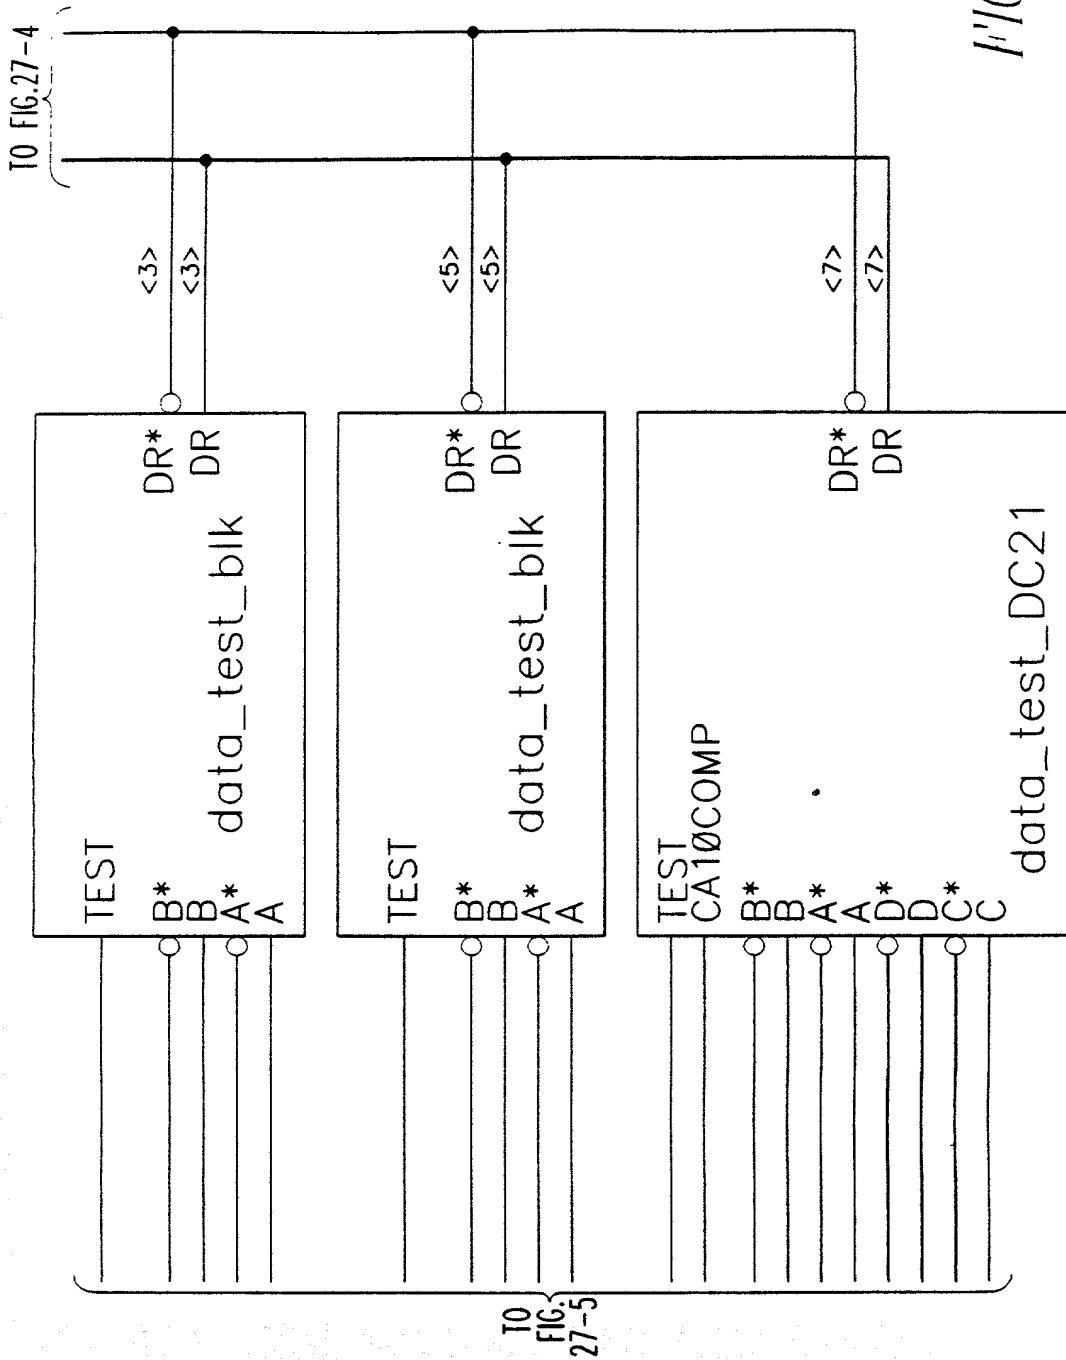 TO FIG.27-4
<3>
<3>
<5>
<5>
<7>
<7>
DR*
DR
data_test_blk
TEST
B*
B
A*
A
DR*
DR
data_test_blk
TEST
B*
B
A*
A
DR*
DR
data_test_DC21
TEST
CA1ØCOMP
B*
B
A*
A
D*
D
C*
C
TO
FIG.
27-5